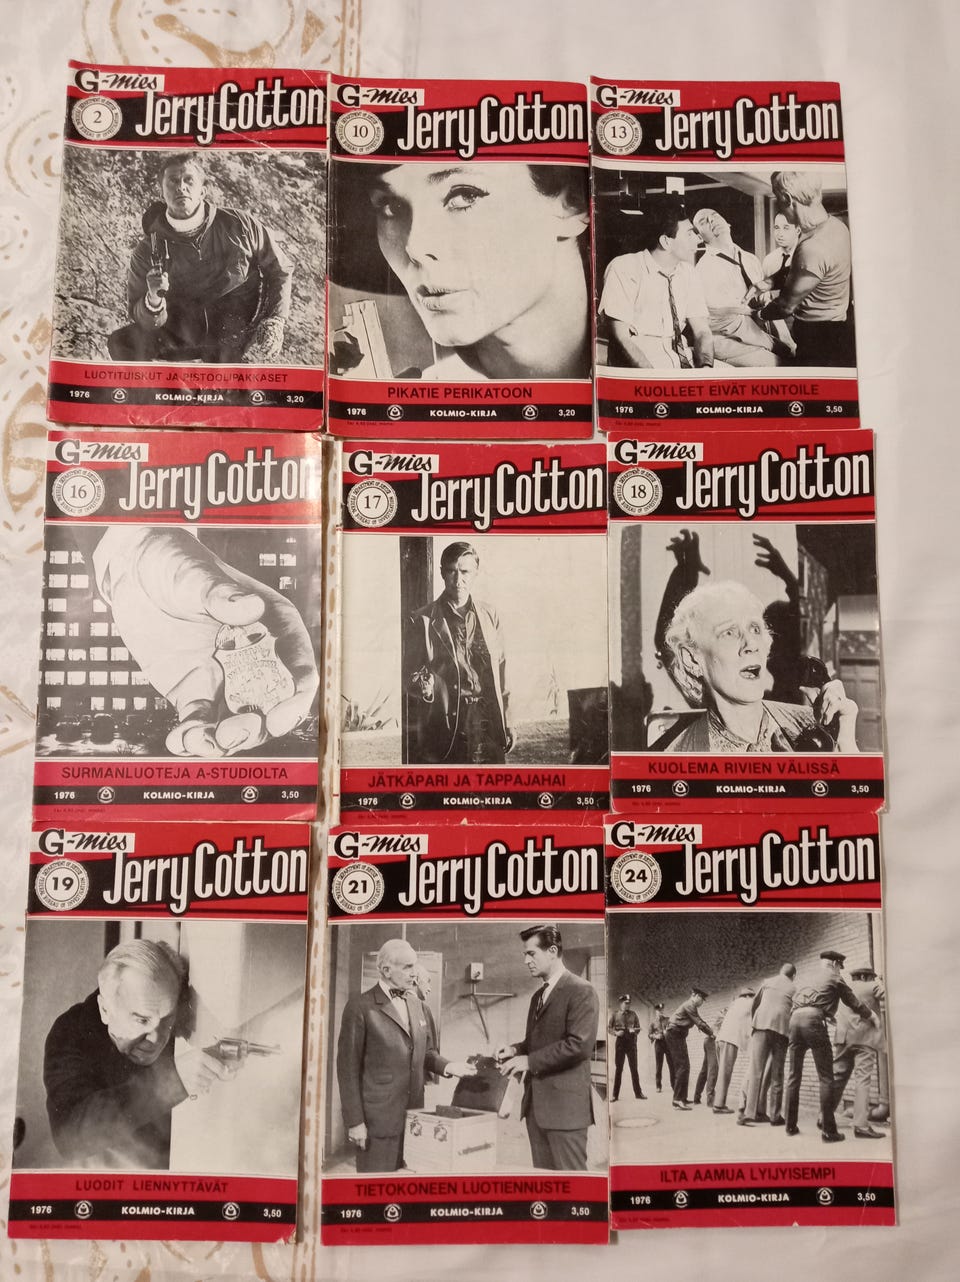 G-mies
Jerry Cotton
2
LUOTITUISKUT JA PISTOOLIPAKKASET
1976 KOLMIO-KIRJA 3,20
G-mies
Jerry Cotton
10
PIKATIE PERIKATOON
1976 KOLMIO-KIRJA 3,20
G-mies
Jerry Cotton
13
KUOLLEET EIVÄT KUNTOILE
1976 KOLMIO-KIRJA 3,50
G-mies
Jerry Cotton
16
SURMANLUOTEJA A-STUDIOLTA
1976 KOLMIO-KIRJA 3,50
G-mies
Jerry Cotton
17
JÄTKÄPARI JA TAPPAJAHAI
1976 KOLMIO-KIRJA 3,50
G-mies
Jerry Cotton
18
KUOLEMA RIVIEN VÄLISSÄ
1976 KOLMIO-KIRJA 3,50
G-mies
Jerry Cotton
19
LUODIT LIENNYTTÄVÄT
1976 KOLMIO-KIRJA 3,50
G-mies
Jerry Cotton
21
TIETOKONEEN LUOTIENNUSTE
1976 KOLMIO-KIRJA 3,50
G-mies
Jerry Cotton
24
ILTA AAMUA LYIJYISEMPI
1976 KOLMIO-KIRJA 3,50